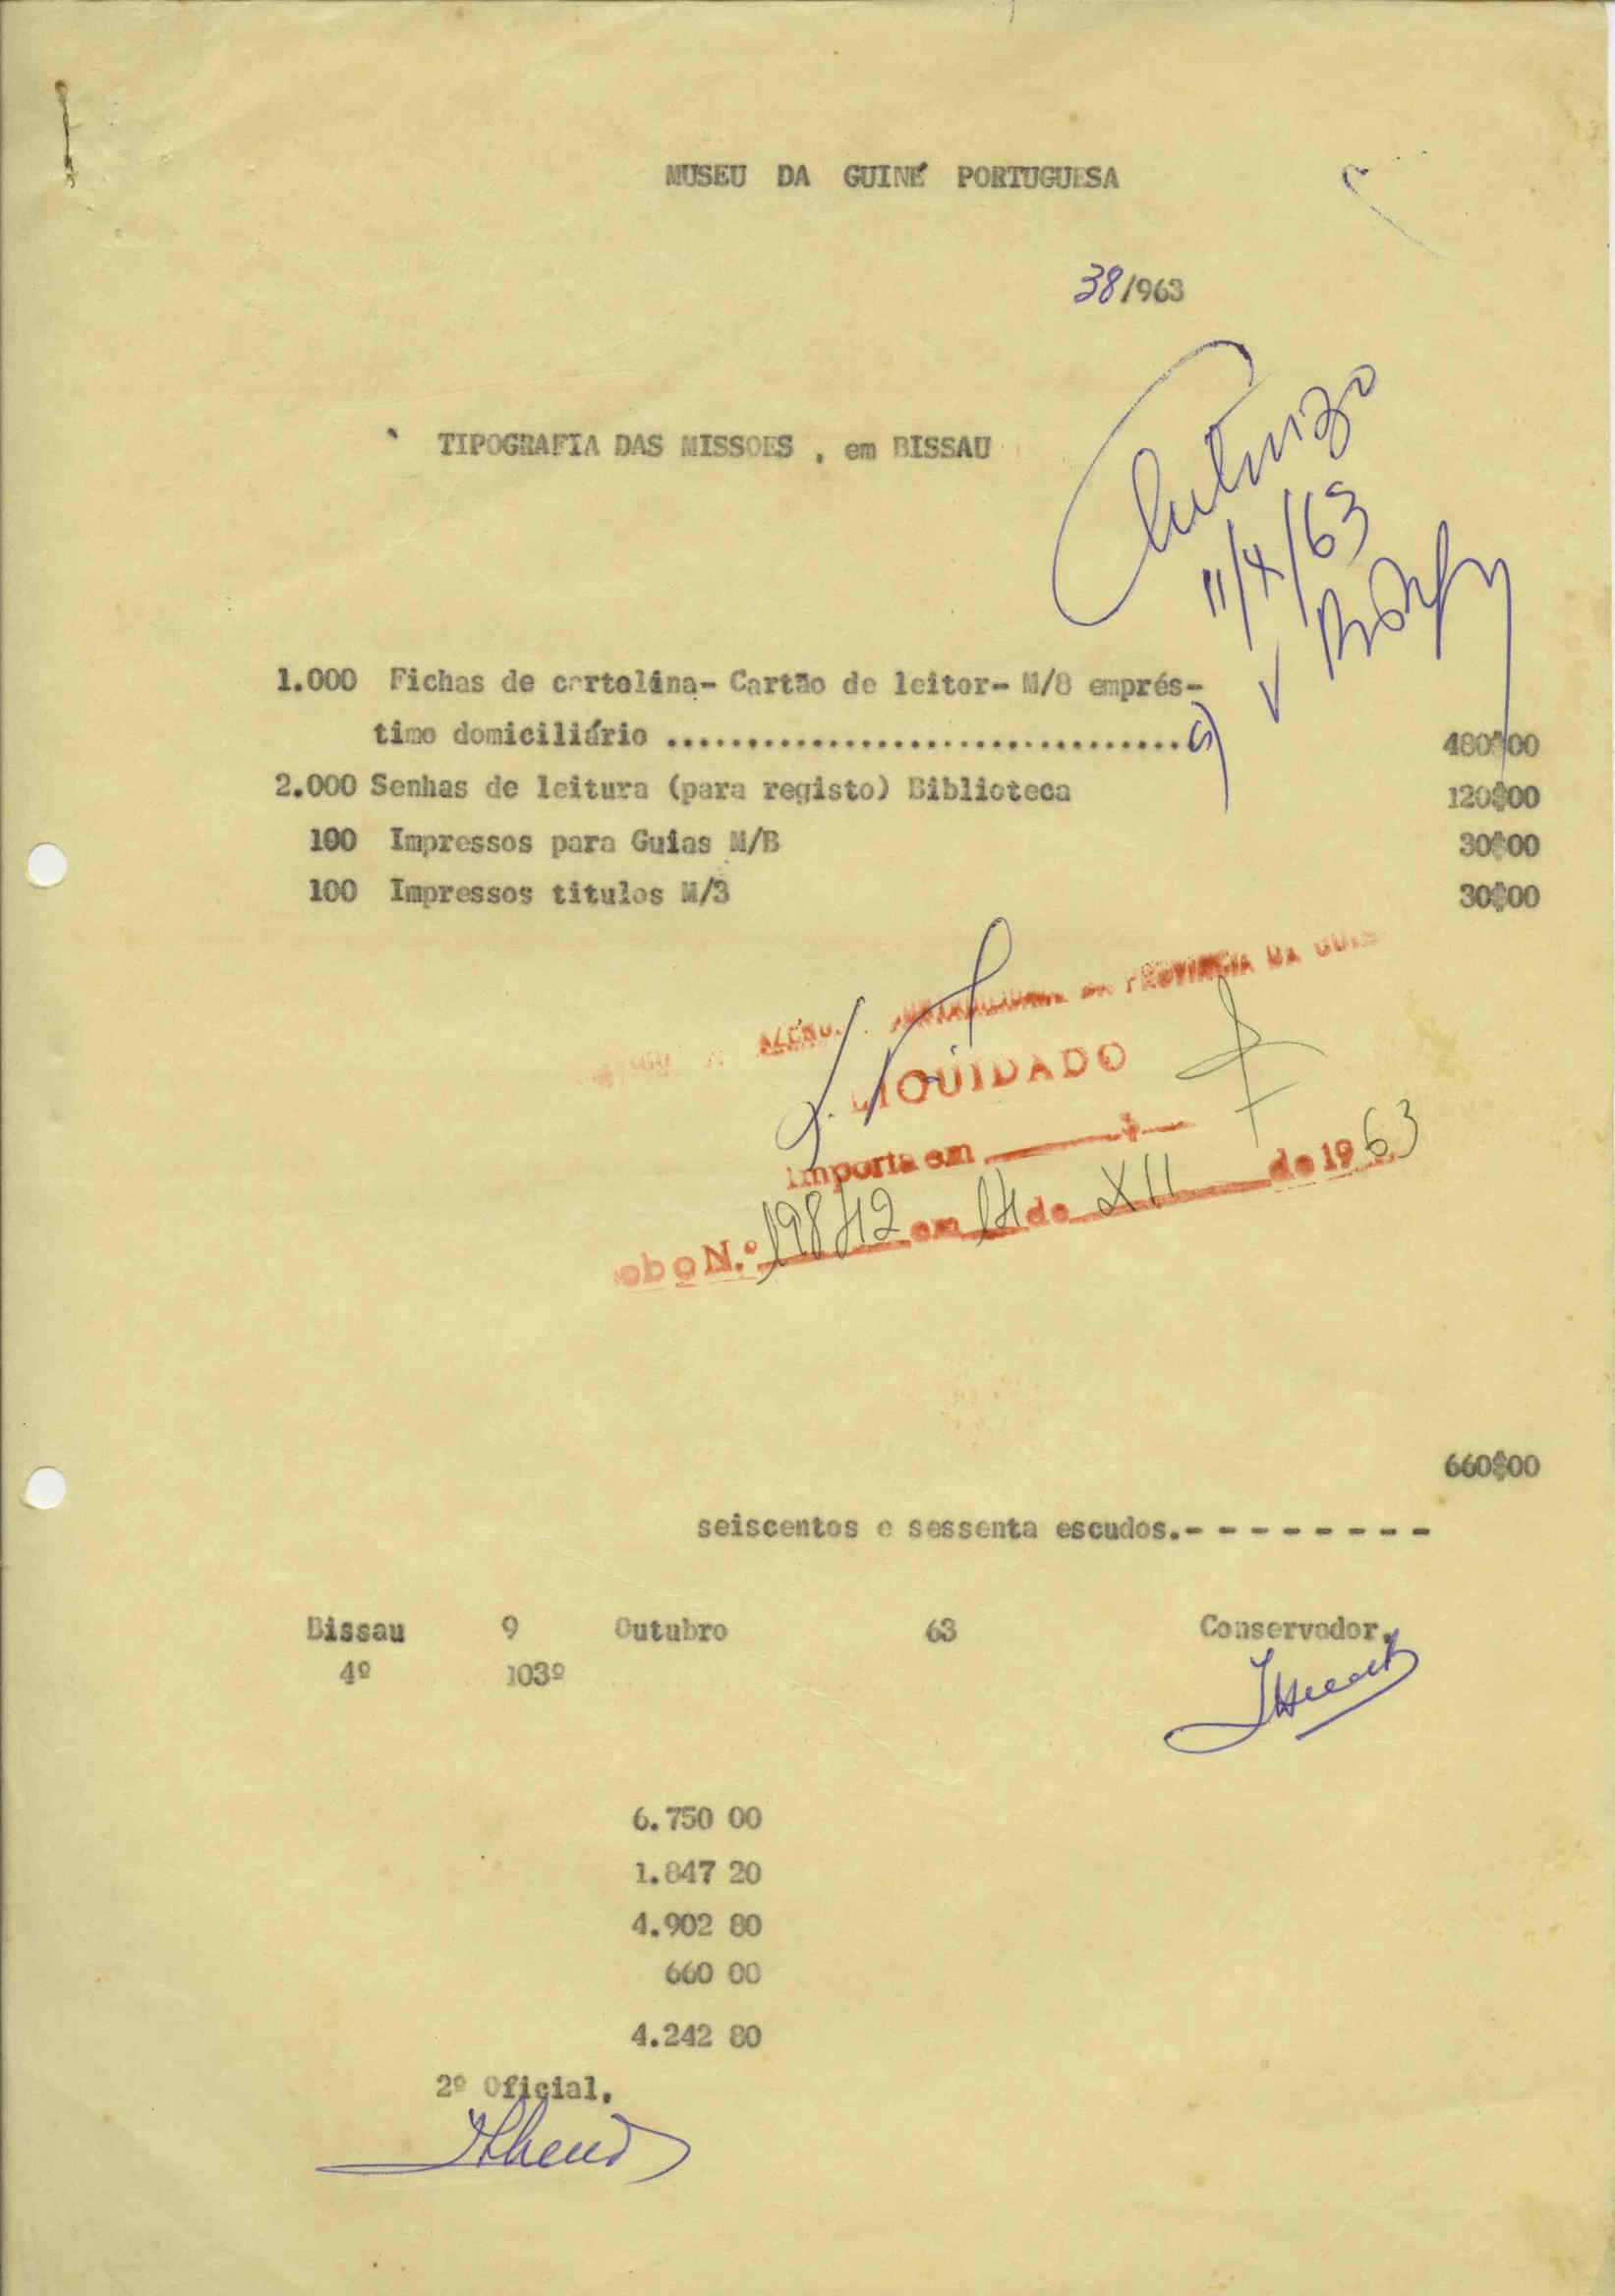 MUSEU DA GUINÉ PORTUGUESA
38/963
TIPOGRAFIA DAS MISSOES , em BISSAU
Autorizo
11/X/63
1.000 Fichas de cartolina- Cartão de leitor- M/8 emprés-
timo domiciliário ................................ 480$00
2.000 Senhas de leitura (para registo) Biblioteca 120$00
100 Impressos para Guias M/B 30$00
100 Impressos titulos M/3 30$00
PROVINCIA DA
LIQUIDADO
Importa em
N.º 19842 em 14 de XII de 1963
660$00
seiscentos e sessenta escudos.- - - - - - - -
Bissau 9 Outubro 63 Conservador,
4º 103º
6.750 00
1.847 20
4.902 80
660 00
4.242 80
2º Oficial,